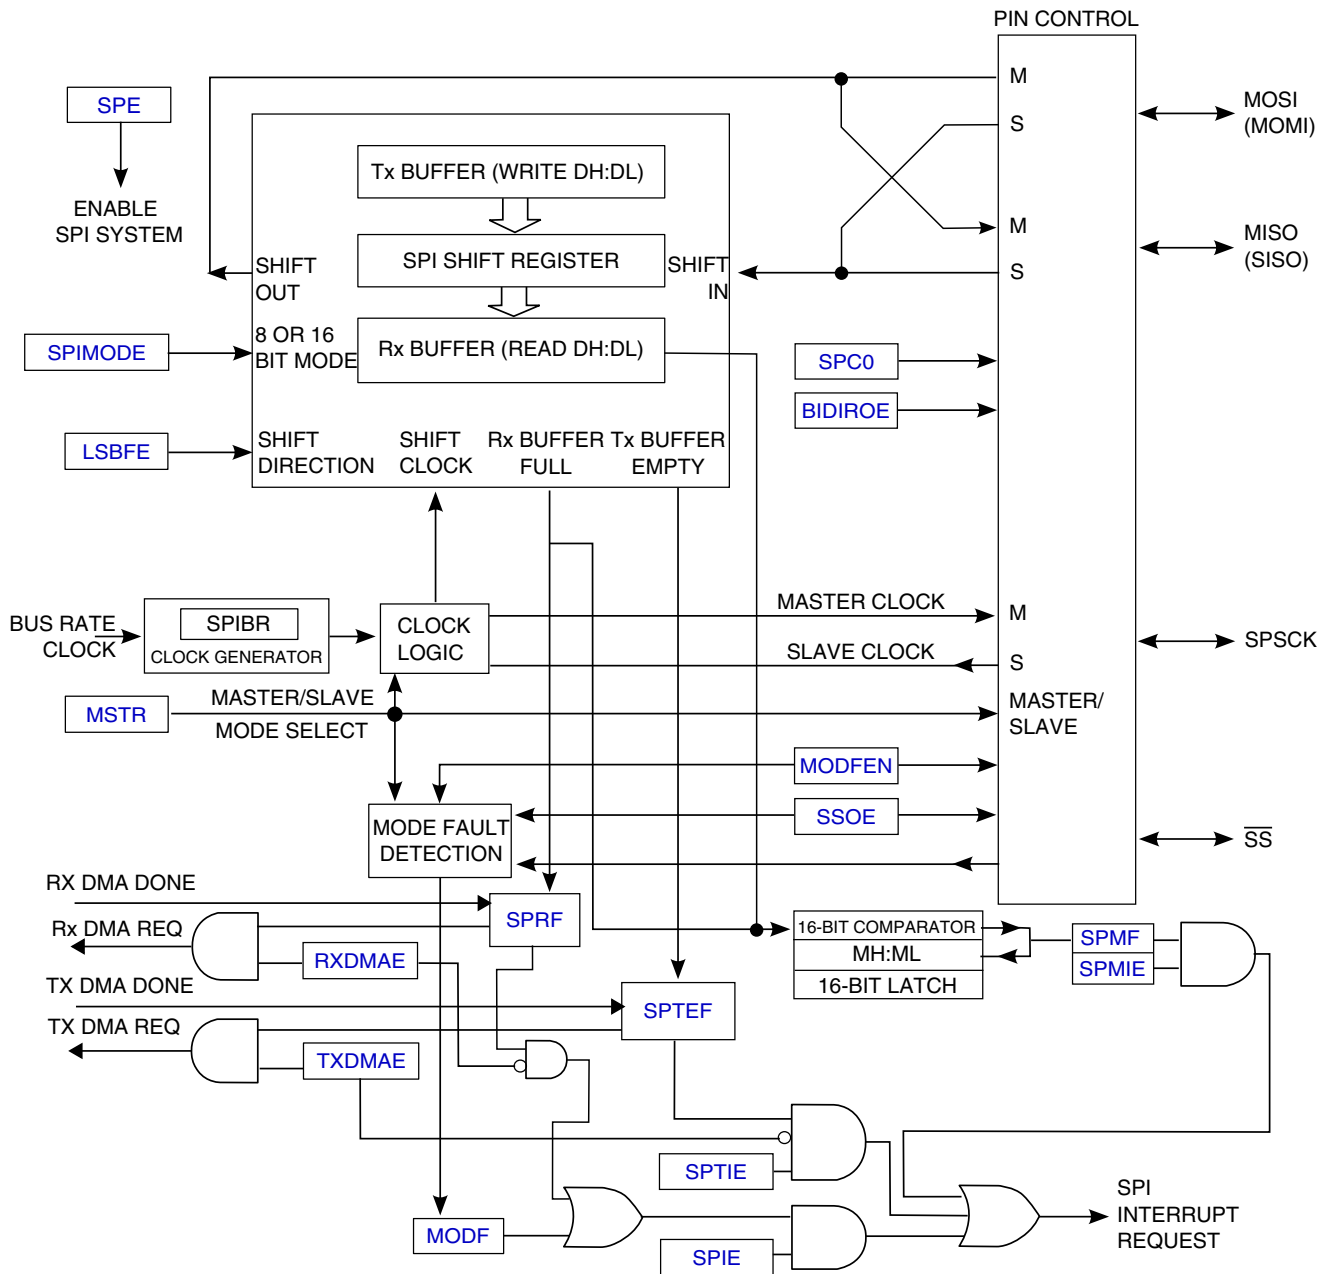 PIN CONTROL
M
SPE
MOSI
(MOMI)
S
Tx BUFFER (WRITE DH:DL)
ENABLE
SPI SYSTEM
M
MISO
(SISO)
SHIFT
OUT
SPI SHIFT REGISTER
SHIFT
IN
S
8 OR 16
BIT MODE
SPIMODE
Rx BUFFER (READ DH:DL)
SPC0
BIDIROE
LSBFE
SHIFT
DIRECTION
SHIFT
CLOCK
Rx BUFFER
FULL
Tx BUFFER
EMPTY
BUS RATE
CLOCK
SPIBR
CLOCK GENERATOR
CLOCK
LOGIC
MASTER CLOCK
M
SLAVE CLOCK
S
SPSCK
MSTR
MASTER/SLAVE
MODE SELECT
MASTER/
SLAVE
MODFEN
SSOE
MODE FAULT
DETECTION
SS
RX DMA DONE
SPRF
Rx DMA REQ
RXDMAE
16-BIT COMPARATOR
MH:ML
16-BIT LATCH
SPMF
SPMIE
TX DMA DONE
SPTEF
TX DMA REQ
TXDMAE
SPTIE
SPI
INTERRUPT
REQUEST
MODF
SPIE